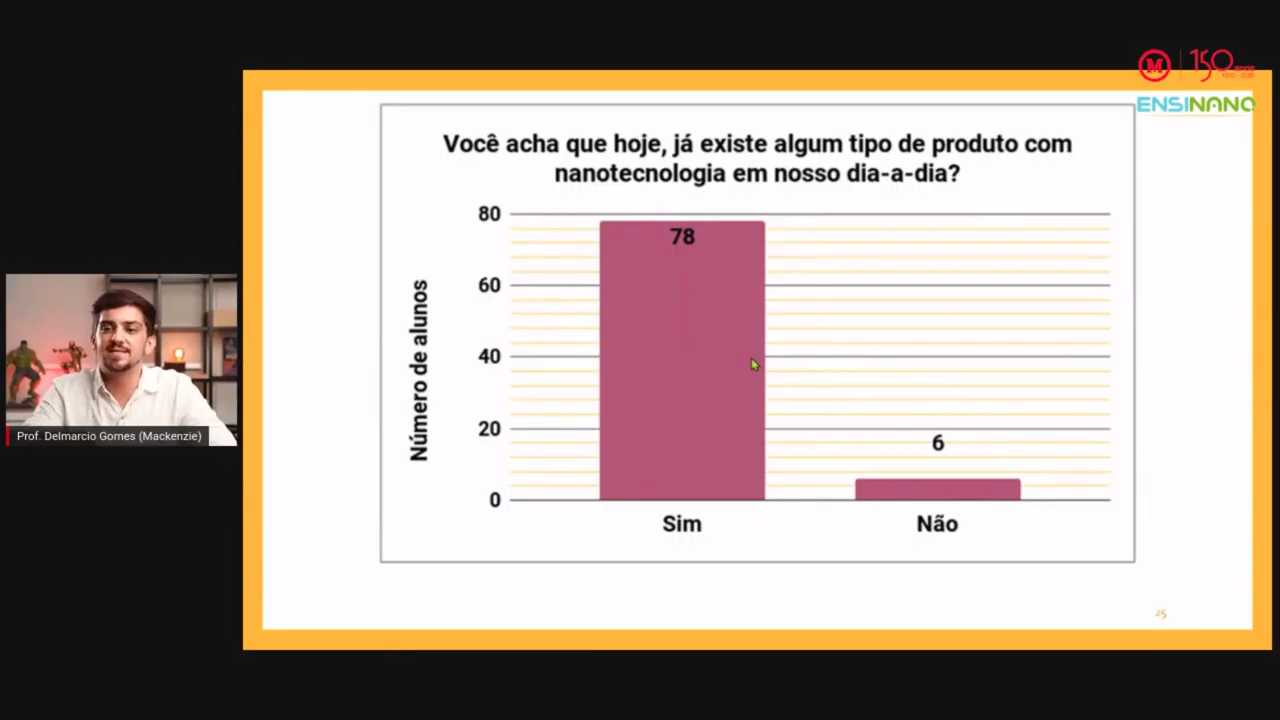 150
ENSINANO
Você acha que hoje, já existe algum tipo de produto com
nanotecnologia em nosso dia-a-dia?
Número de alunos
80
60
40
20
0
78
6
Sim
Não
Prof. Delmarcio Gomes (Mackenzie)
25